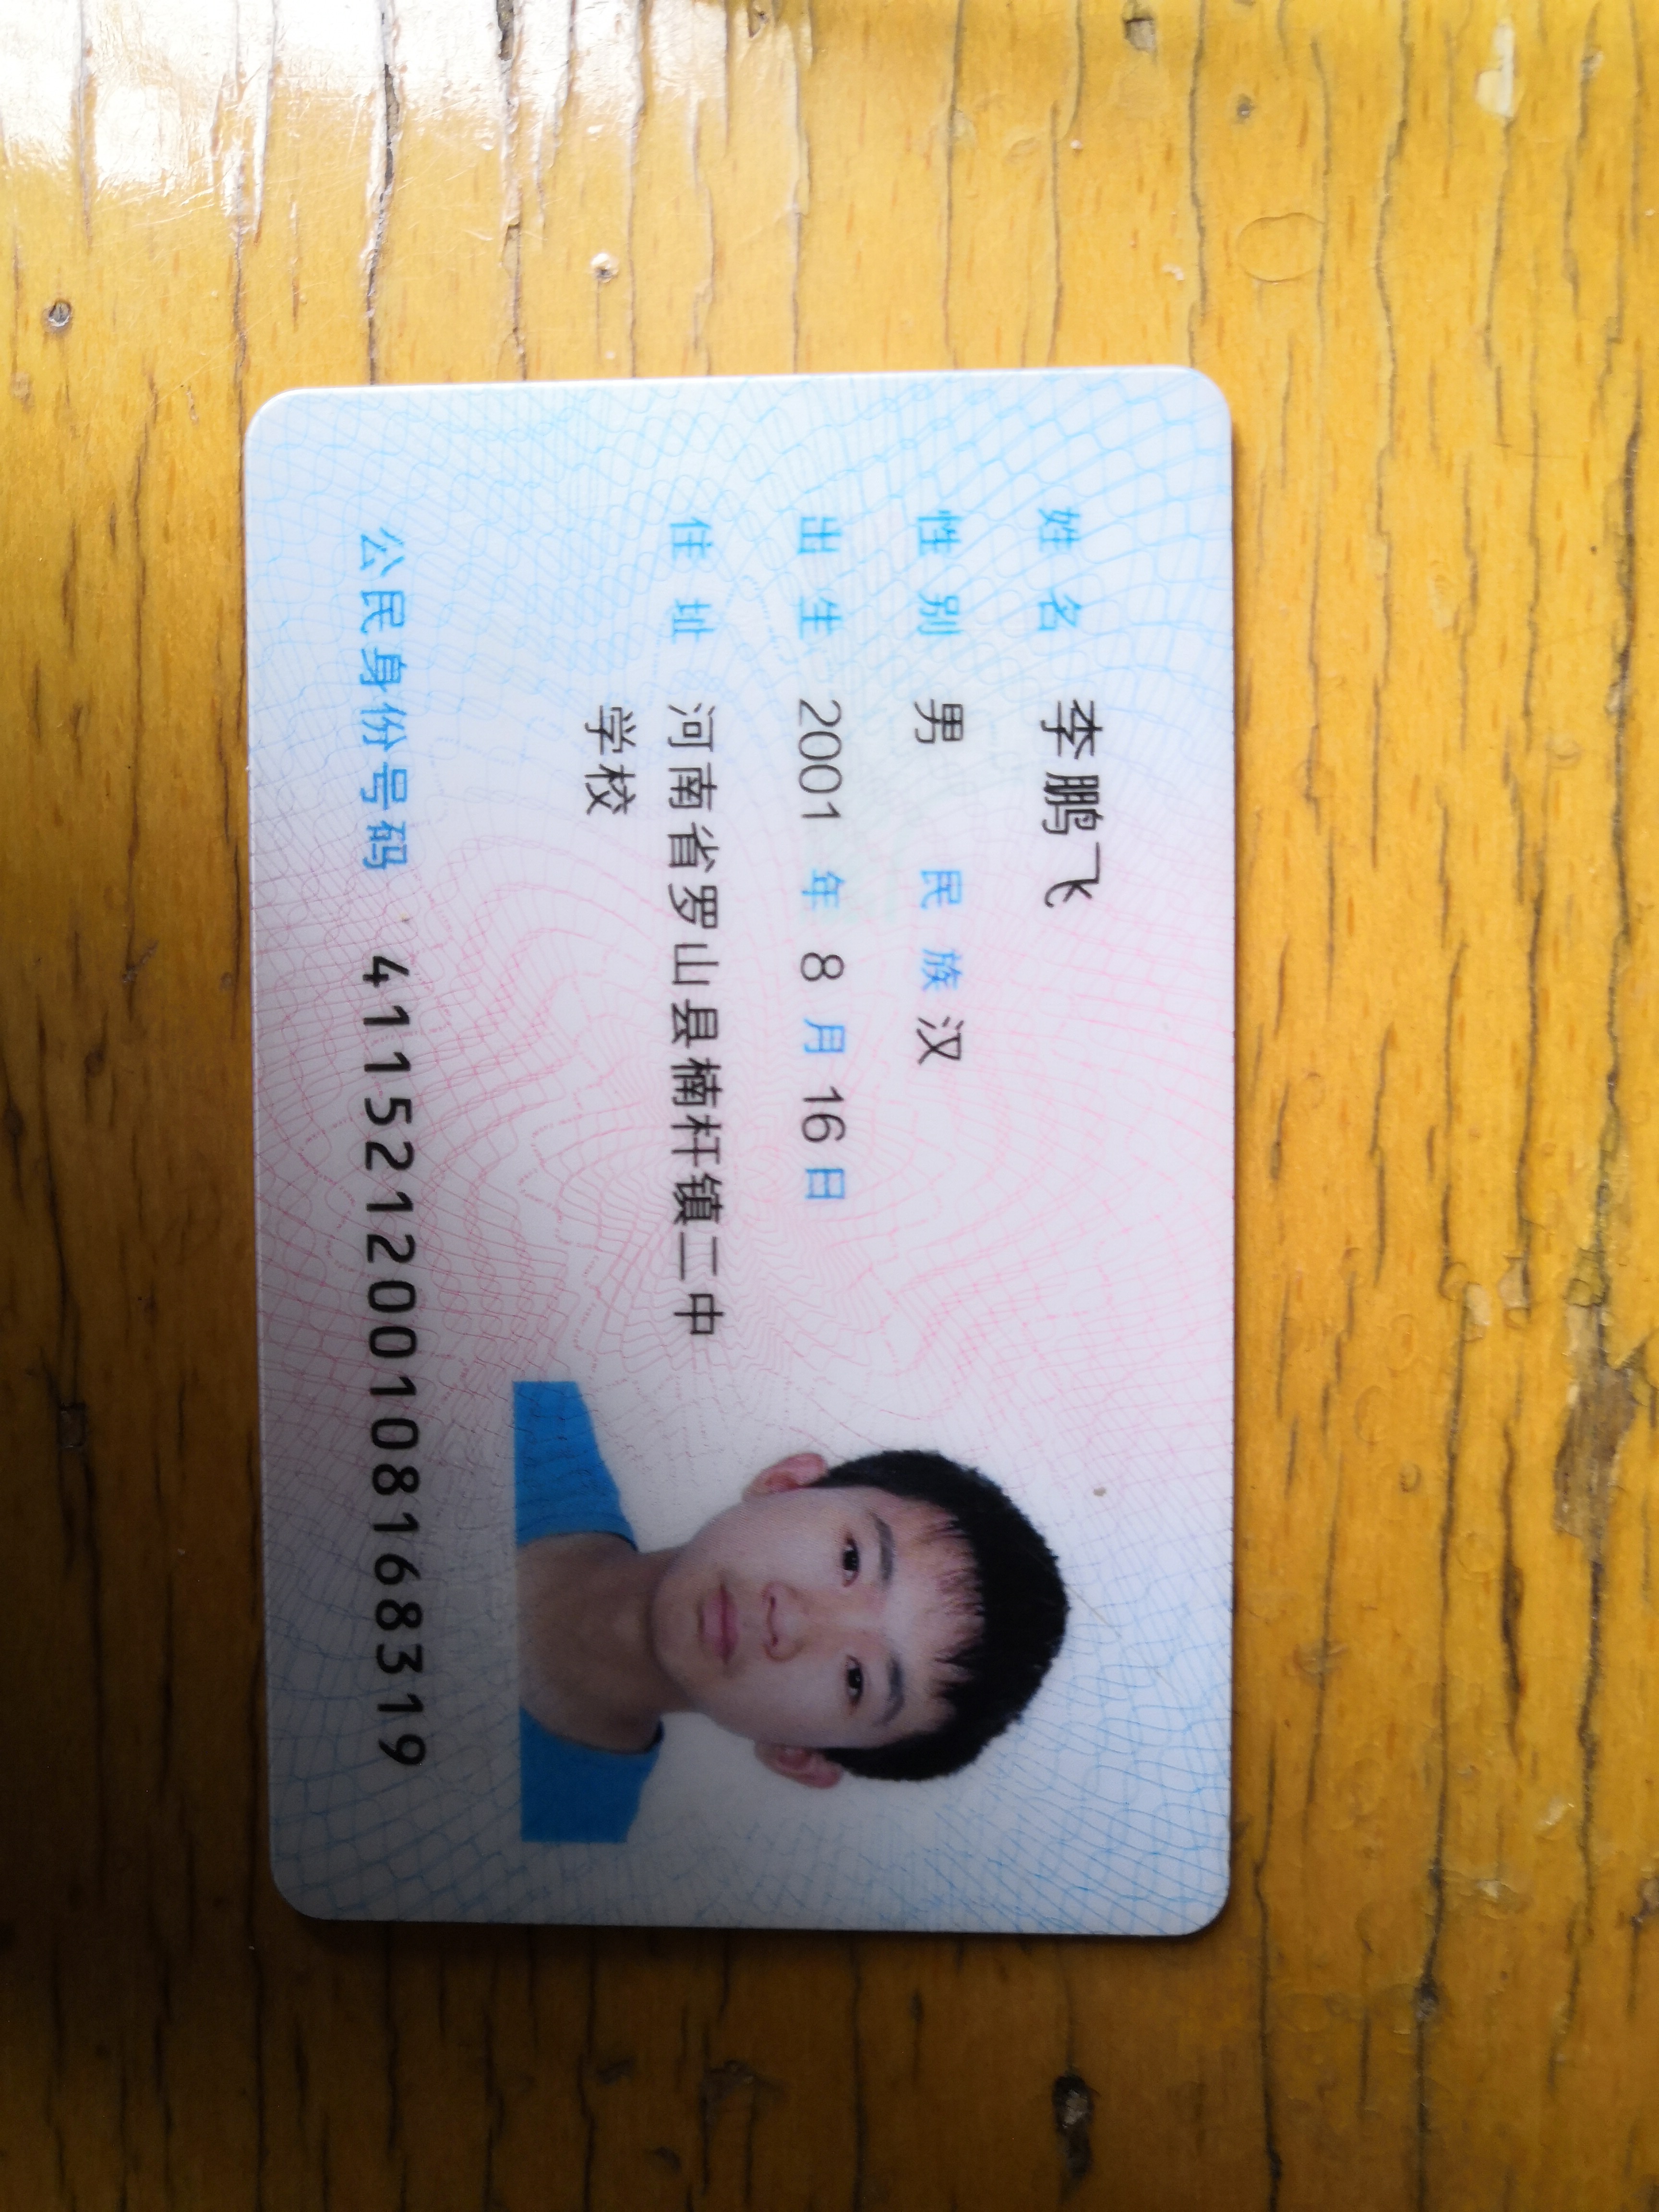 姓名 李鹏飞
性别 男 民族 汉
出生 2001 年 8 月 16 日
住址 河南省罗山县楠杆镇二中
学校
公民身份号码 411521200108168319